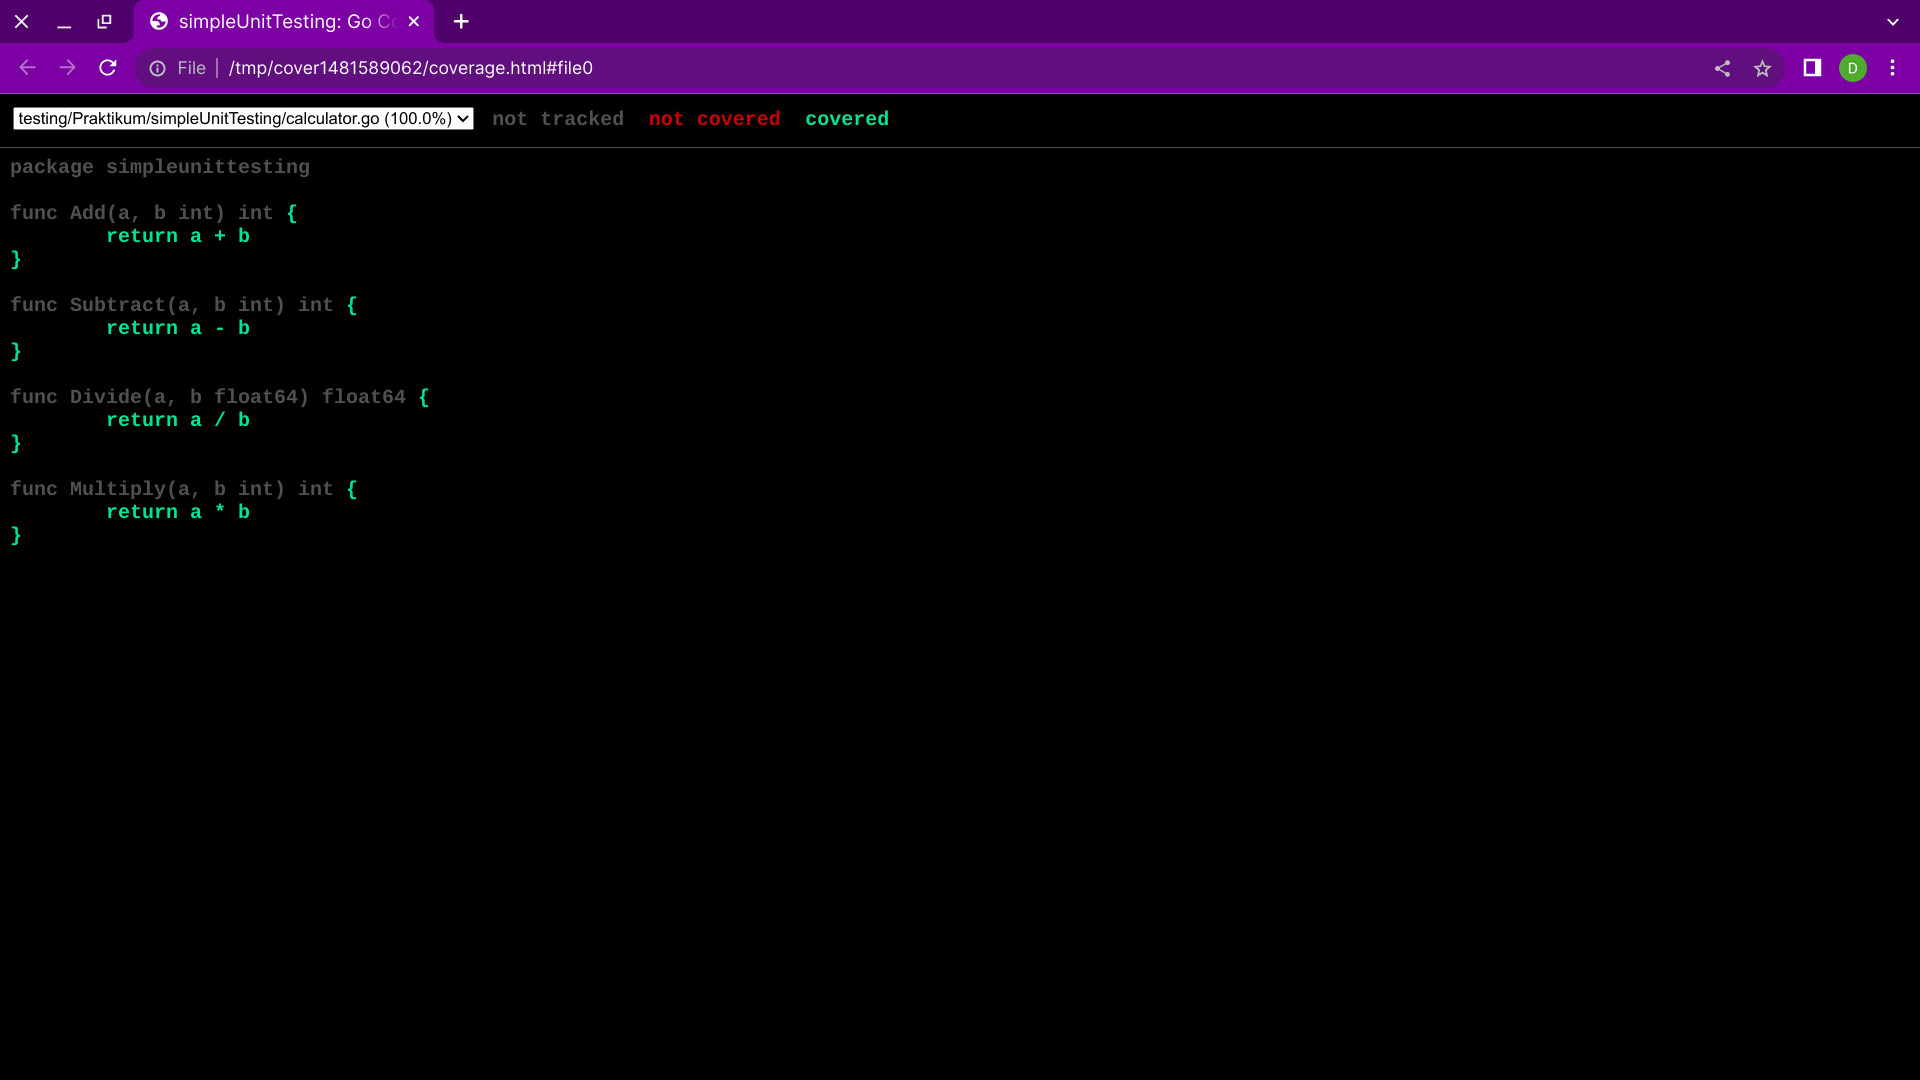 simpleUnitTesting: Go Co
File | /tmp/cover1481589062/coverage.html#file0
D
testing/Praktikum/simpleUnitTesting/calculator.go (100.0%) not tracked not covered covered
package simpleunittesting
func Add(a, b int) int {
        return a + b
}
func Subtract(a, b int) int {
        return a - b
}
func Divide(a, b float64) float64 {
        return a / b
}
func Multiply(a, b int) int {
        return a * b
}